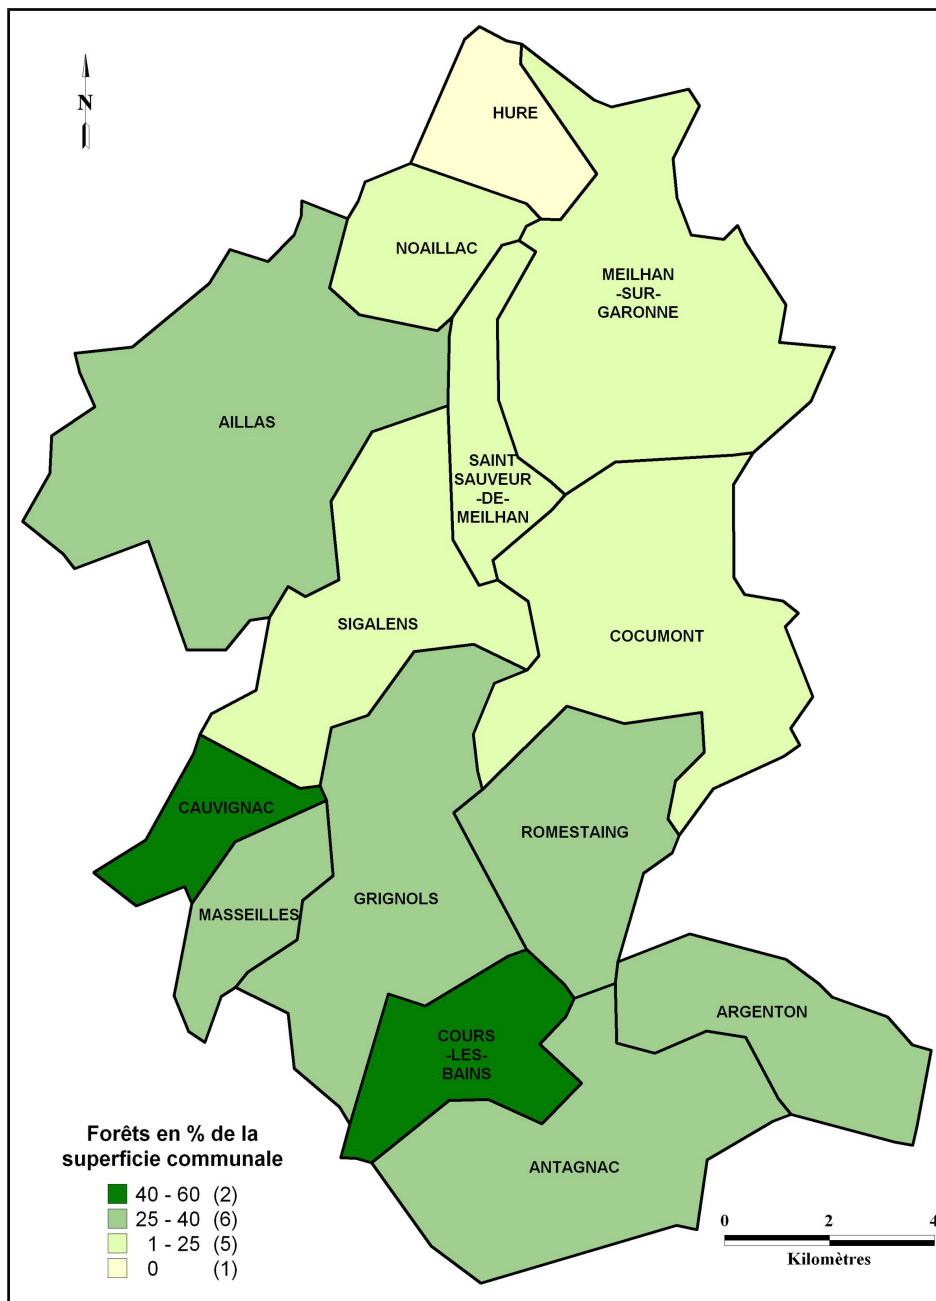 N
HURE
NOAILLAC
MEILHAN
-SUR-
GARONNE
AILLAS
SAINT
SAUVEUR
-DE-
MEILHAN
SIGALENS
COCUMONT
CAUVIGNAC
ROMESTAING
MASSEILLES
GRIGNOLS
ARGENTON
COURS
-LES-
BAINS
ANTAGNAC
Forêts en % de la
superficie communale
40 - 60 (2)
25 - 40 (6)
1 - 25 (5)
0 (1)
0 2 4
Kilomètres